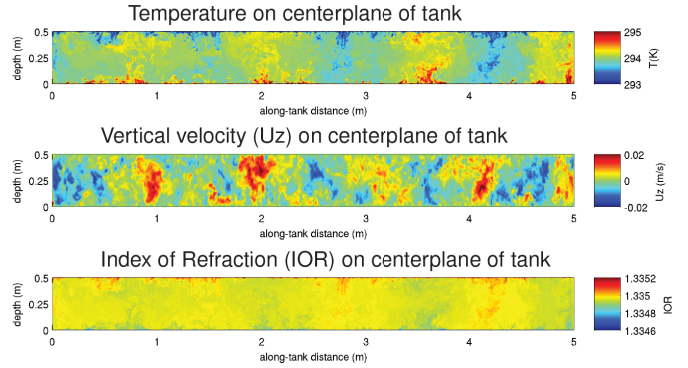 Temperature on centerplane of tank
0.5
0.25
0
depth (m)
0 1 2 3 4 5
along-tank distance (m)
295
294
293
T(K)
Vertical velocity (Uz) on centerplane of tank
0.5
0.25
0
depth (m)
0 1 2 3 4 5
along-tank distance (m)
0.02
0
-0.02
Uz (m/s)
Index of Refraction (IOR) on centerplane of tank
0.5
0.25
0
depth (m)
0 1 2 3 4 5
along-tank distance (m)
1.3352
1.335
1.3348
1.3346
IOR